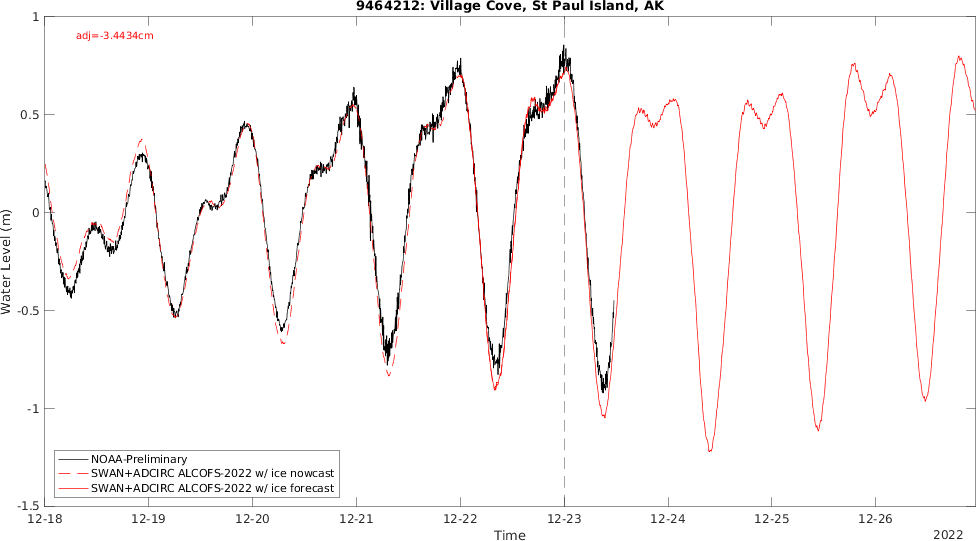 9464212: Village Cove, St Paul Island, AK
adj=-3.4434cm
1
0.5
0
-0.5
-1
-1.5
Water Level (m)
NOAA-Preliminary
SWAN+ADCIRC ALCOFS-2022 w/ ice nowcast
SWAN+ADCIRC ALCOFS-2022 w/ ice forecast
12-18 12-19 12-20 12-21 12-22 12-23 12-24 12-25 12-26
Time
2022